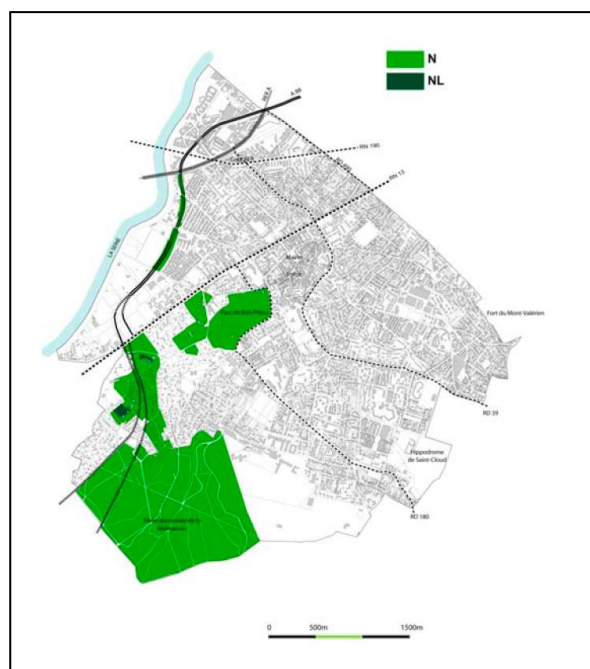 N
NL
RER A
A 86
RN 190
RN 13
LA SEINE
Fort du Mont-Valérien
RD 39
Hippodrome
de Saint-Cloud
RD 180
0 500m 1500m